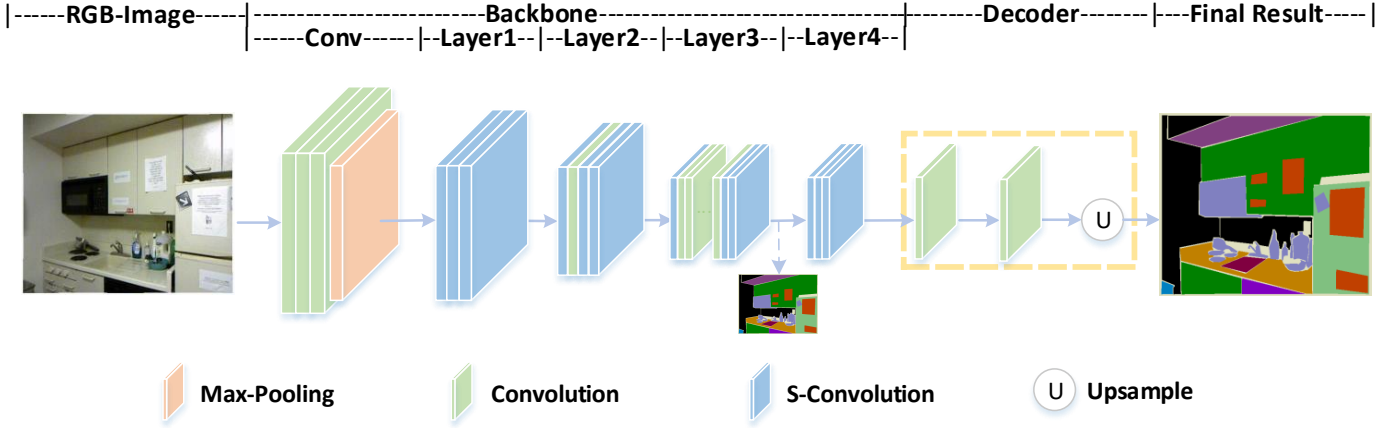 |------RGB-Image------|----------------------Backbone-----------------------------|--------Decoder--------|----Final Result-----|
|------Conv------|--Layer1--|--Layer2--|--Layer3---|--Layer4--|
U
Max-Pooling
Convolution
S-Convolution
U Upsample